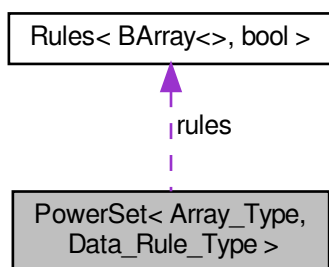 Rules< BArray<>, bool >
rules
PowerSet< Array_Type,
Data_Rule_Type >